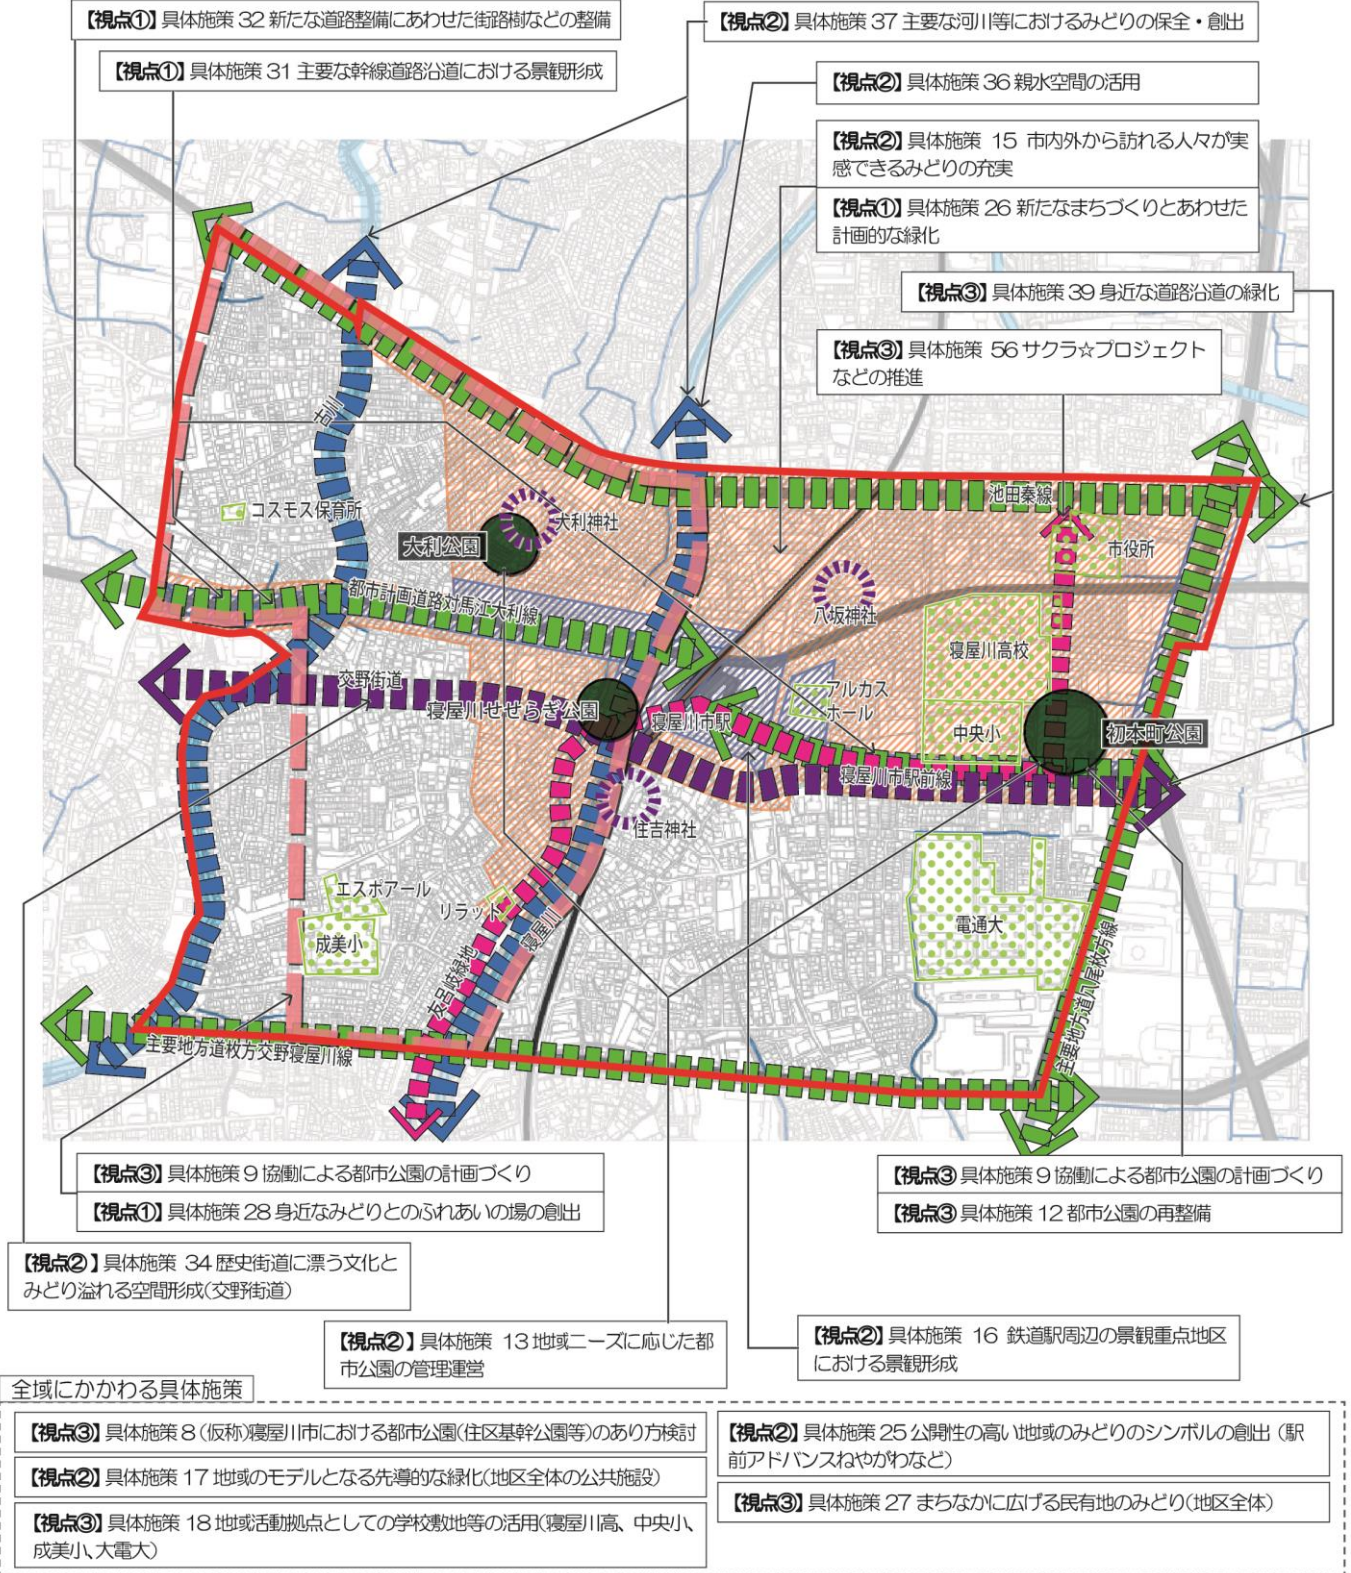 【視点①】具体施策 32 新たな道路整備にあわせた街路樹などの整備
【視点②】具体施策 37 主要な河川等におけるみどりの保全・創出
【視点①】具体施策 31 主要な幹線道路沿道における景観形成
【視点②】具体施策 36 親水空間の活用
【視点②】具体施策 15 市内外から訪れる人々が実
感できるみどりの充実
【視点①】具体施策 26 新たなまちづくりとあわせた
計画的な緑化
【視点③】具体施策 39 身近な道路沿道の緑化
【視点③】具体施策 56 サクラ☆プロジェクト
などの推進
古川
池田秦線
コスモス保育所
大利神社
大利公園
市役所
都市計画道路対馬江大利線
八坂神社
寝屋川高校
交野街道
アルカス
ホール
寝屋川せせらぎ公園
寝屋川市駅
中央小
初本町公園
寝屋川市駅前線
住吉神社
エスポアール
リラット
成美小
寝屋川
電通大
友呂岐緑地
主要地方道八尾枚方線
主要地方道枚方交野寝屋川線
【視点③】具体施策 9 協働による都市公園の計画づくり
【視点①】具体施策 28 身近なみどりとのふれあいの場の創出
【視点③ 具体施策 9 協働による都市公園の計画づくり
【視点③ 具体施策 12 都市公園の再整備
【視点② 】具体施策 34 歴史街道に漂う文化と
みどり溢れる空間形成(交野街道)
【視点② 】具体施策 13 地域ニーズに応じた都
市公園の管理運営
【視点②】具体施策 16 鉄道駅周辺の景観重点地区
における景観形成
全域にかかわる具体施策
【視点③】具体施策 8 (仮称)寝屋川市における都市公園(住区基幹公園等)のあり方検討
【視点②】具体施策 17 地域のモデルとなる先導的な緑化(地区全体の公共施設)
【視点③】具体施策 18 地域活動拠点としての学校敷地等の活用(寝屋川高、中央小、
成美小、大電大)
【視点②】具体施策 25 公開性の高い地域のみどりのシンボルの創出 (駅
前アドバンスねやがわなど)
【視点③】具体施策 27 まちなかに広げる民有地のみどり(地区全体)